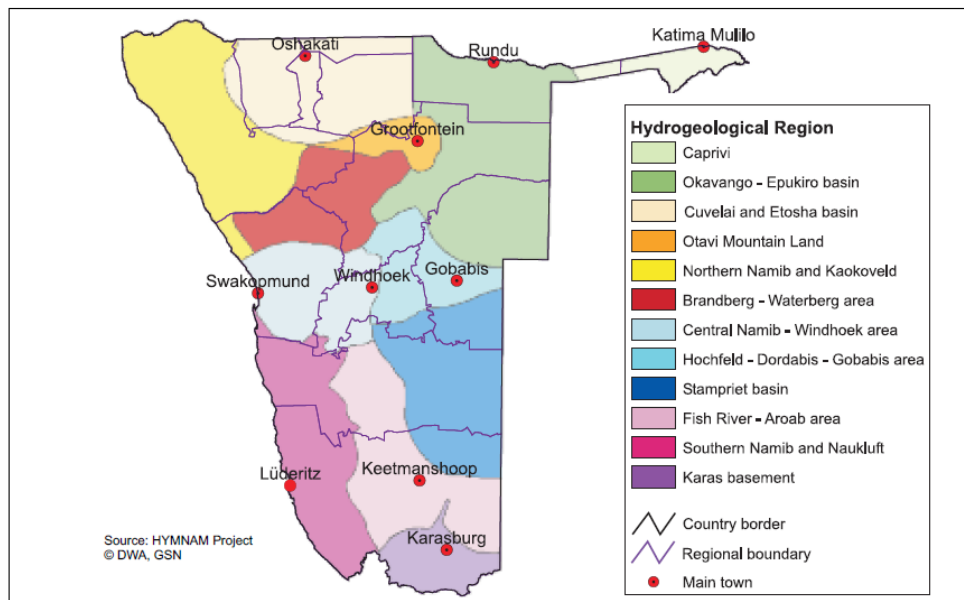 Oshakati
Rundu
Katima Mulilo
Grootfontein
Swakopmund
Windhoek
Gobabis
Lüderitz
Keetmanshoop
Karasburg
Source: HYMNAM Project
© DWA, GSN
Hydrogeological Region
Caprivi
Okavango - Epukiro basin
Cuvelai and Etosha basin
Otavi Mountain Land
Northern Namib and Kaokoveld
Brandberg - Waterberg area
Central Namib - Windhoek area
Hochfeld - Dordabis - Gobabis area
Stampriet basin
Fish River - Aroab area
Southern Namib and Naukluft
Karas basement
Country border
Regional boundary
Main town